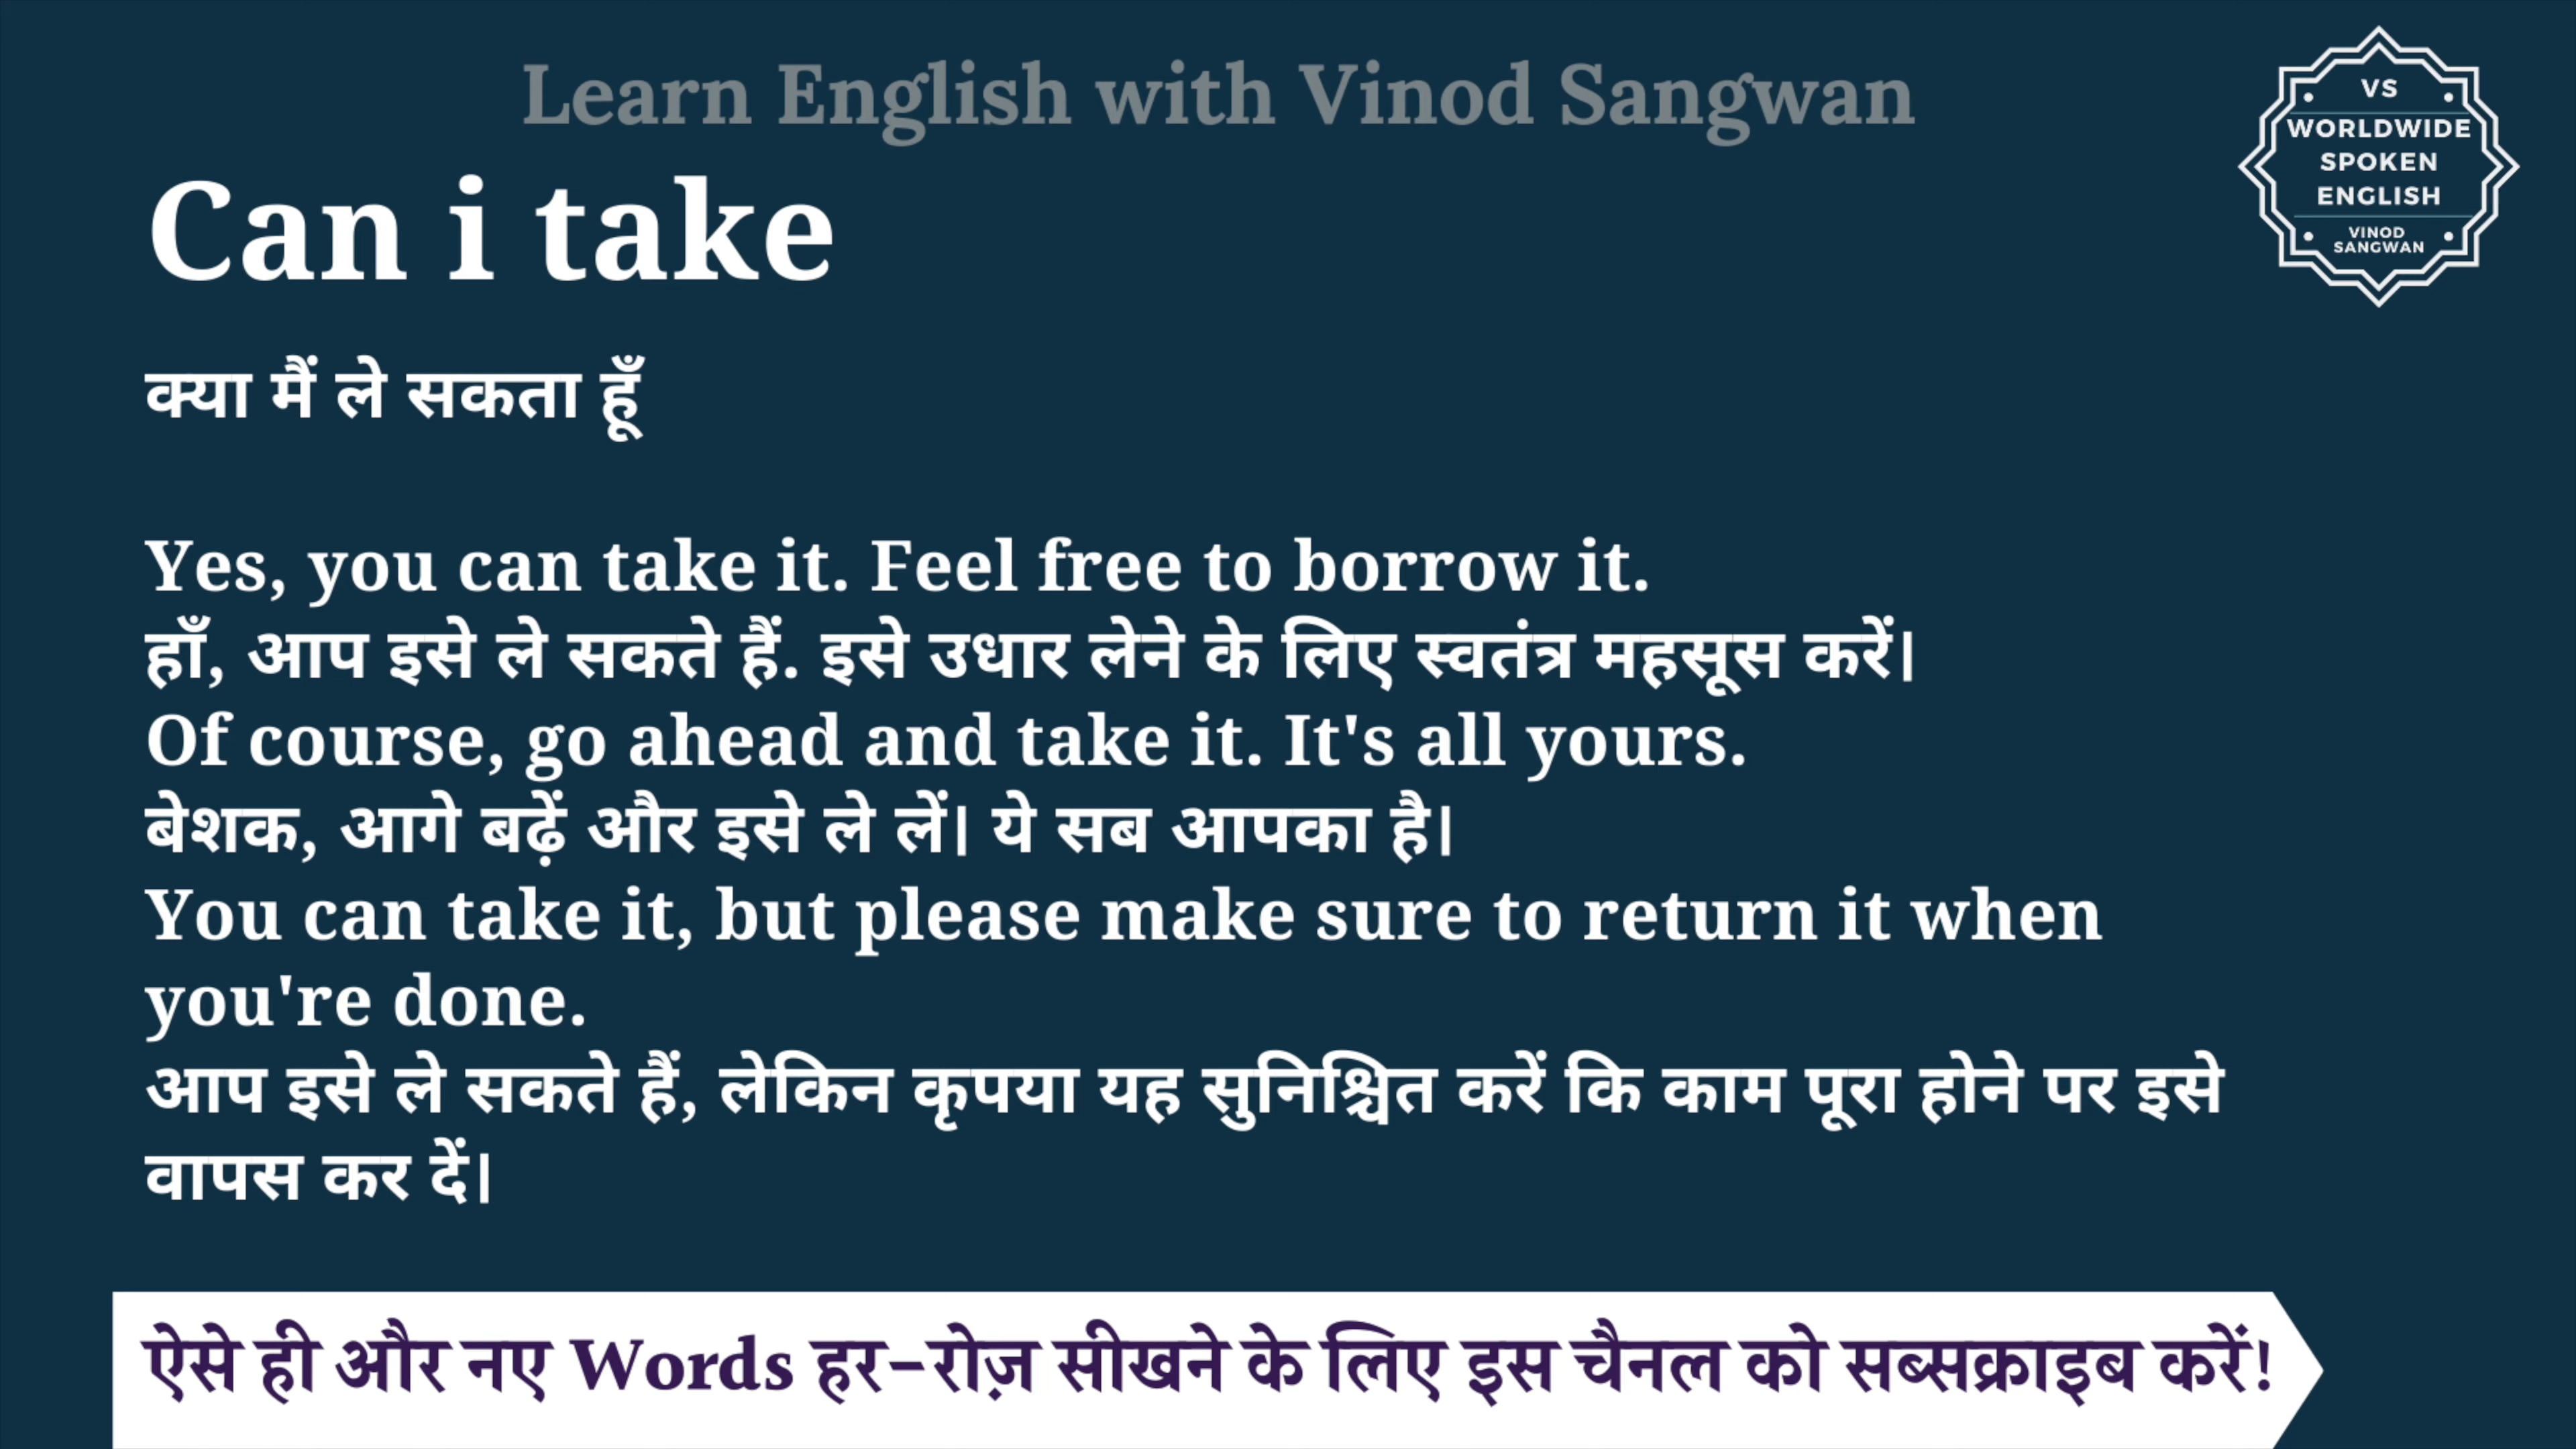 Learn English with Vinod Sangwan
VS
WORLDWIDE
SPOKEN
ENGLISH
VINOD
SANGWAN
Can i take
क्या मैं ले सकता हूँ
Yes, you can take it. Feel free to borrow it.
हाँ, आप इसे ले सकते हैं. इसे उधार लेने के लिए स्वतंत्र महसूस करें।
Of course, go ahead and take it. It's all yours.
बेशक, आगे बढ़ें और इसे ले लें। ये सब आपका है।
You can take it, but please make sure to return it when
you're done.
आप इसे ले सकते हैं, लेकिन कृपया यह सुनिश्चित करें कि काम पूरा होने पर इसे
वापस कर दें।
ऐसे ही और नए Words हर-रोज़ सीखने के लिए इस चैनल को सब्सक्राइब करें!